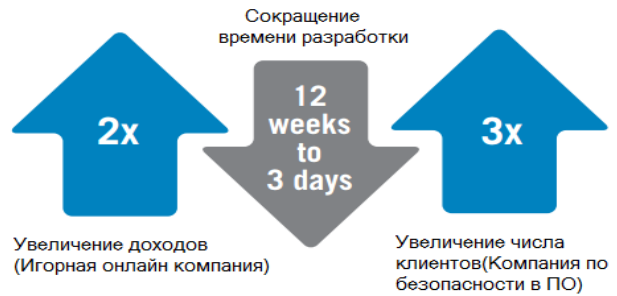 Сокращение
времени разработки
2x
12
weeks
to
3 days
3x
Увеличение доходов
(Игорная онлайн компания)
Увеличение числа
клиентов(Компания по
безопасности в ПО)